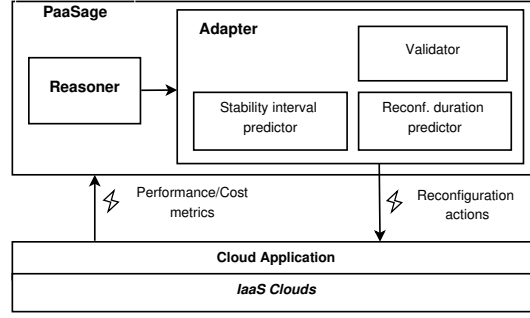 PaaSage
Adapter
Validator
Reasoner
Stability interval
predictor
Reconf. duration
predictor
Performance/Cost
metrics
Reconfiguration
actions
Cloud Application
IaaS Clouds